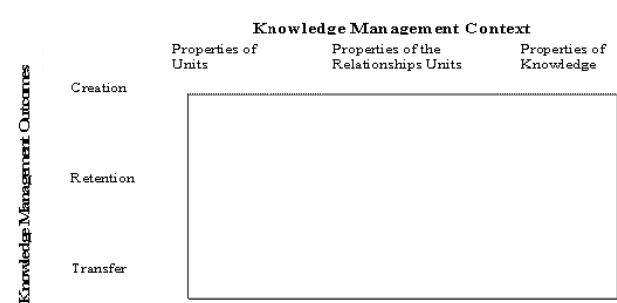 Knowledge Management Context
Properties of Units
Properties of the Relationships Units
Properties of Knowledge
Knowledge Management Outcomes
Creation
Retention
Transfer